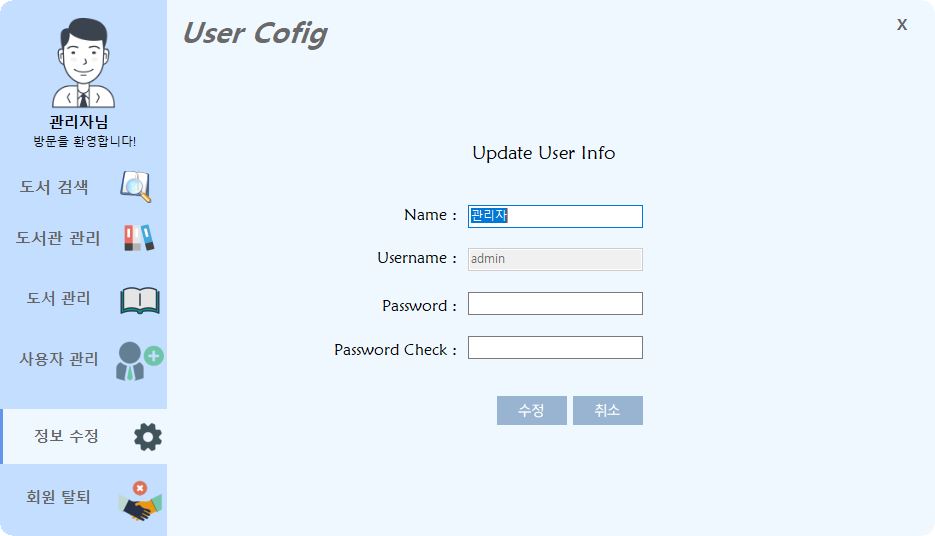 User Cofig
X
관리자님
방문을 환영합니다!
도서 검색
도서관 관리
도서 관리
사용자 관리
정보 수정
회원 탈퇴
Update User Info
Name : 관리자
Username : admin
Password :
Password Check :
수정 취소